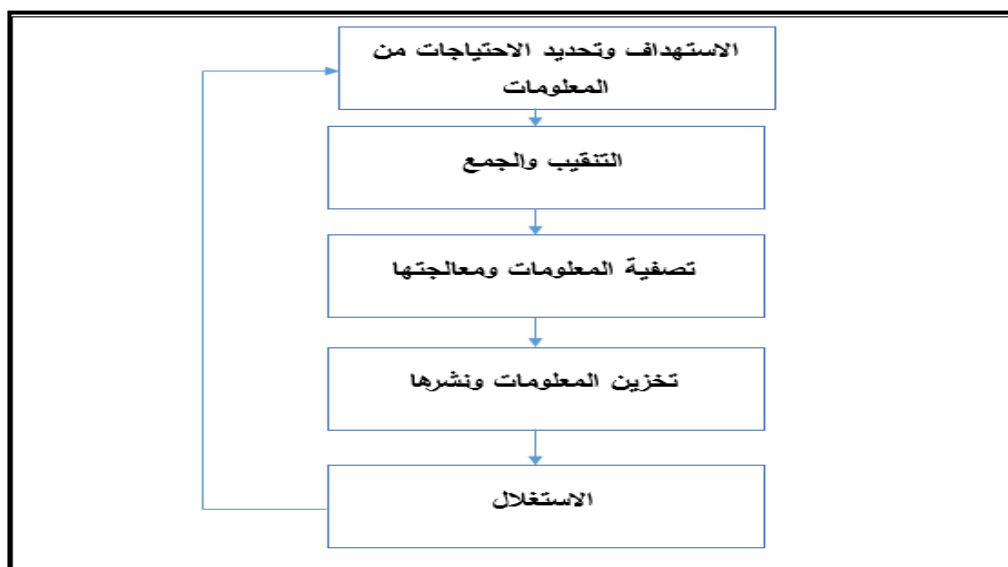 الاستهداف وتحديد الاحتياجات من
المعلومات
التنقيب والجمع
تصفية المعلومات ومعالجتها
تخزين المعلومات ونشرها
الاستغلال